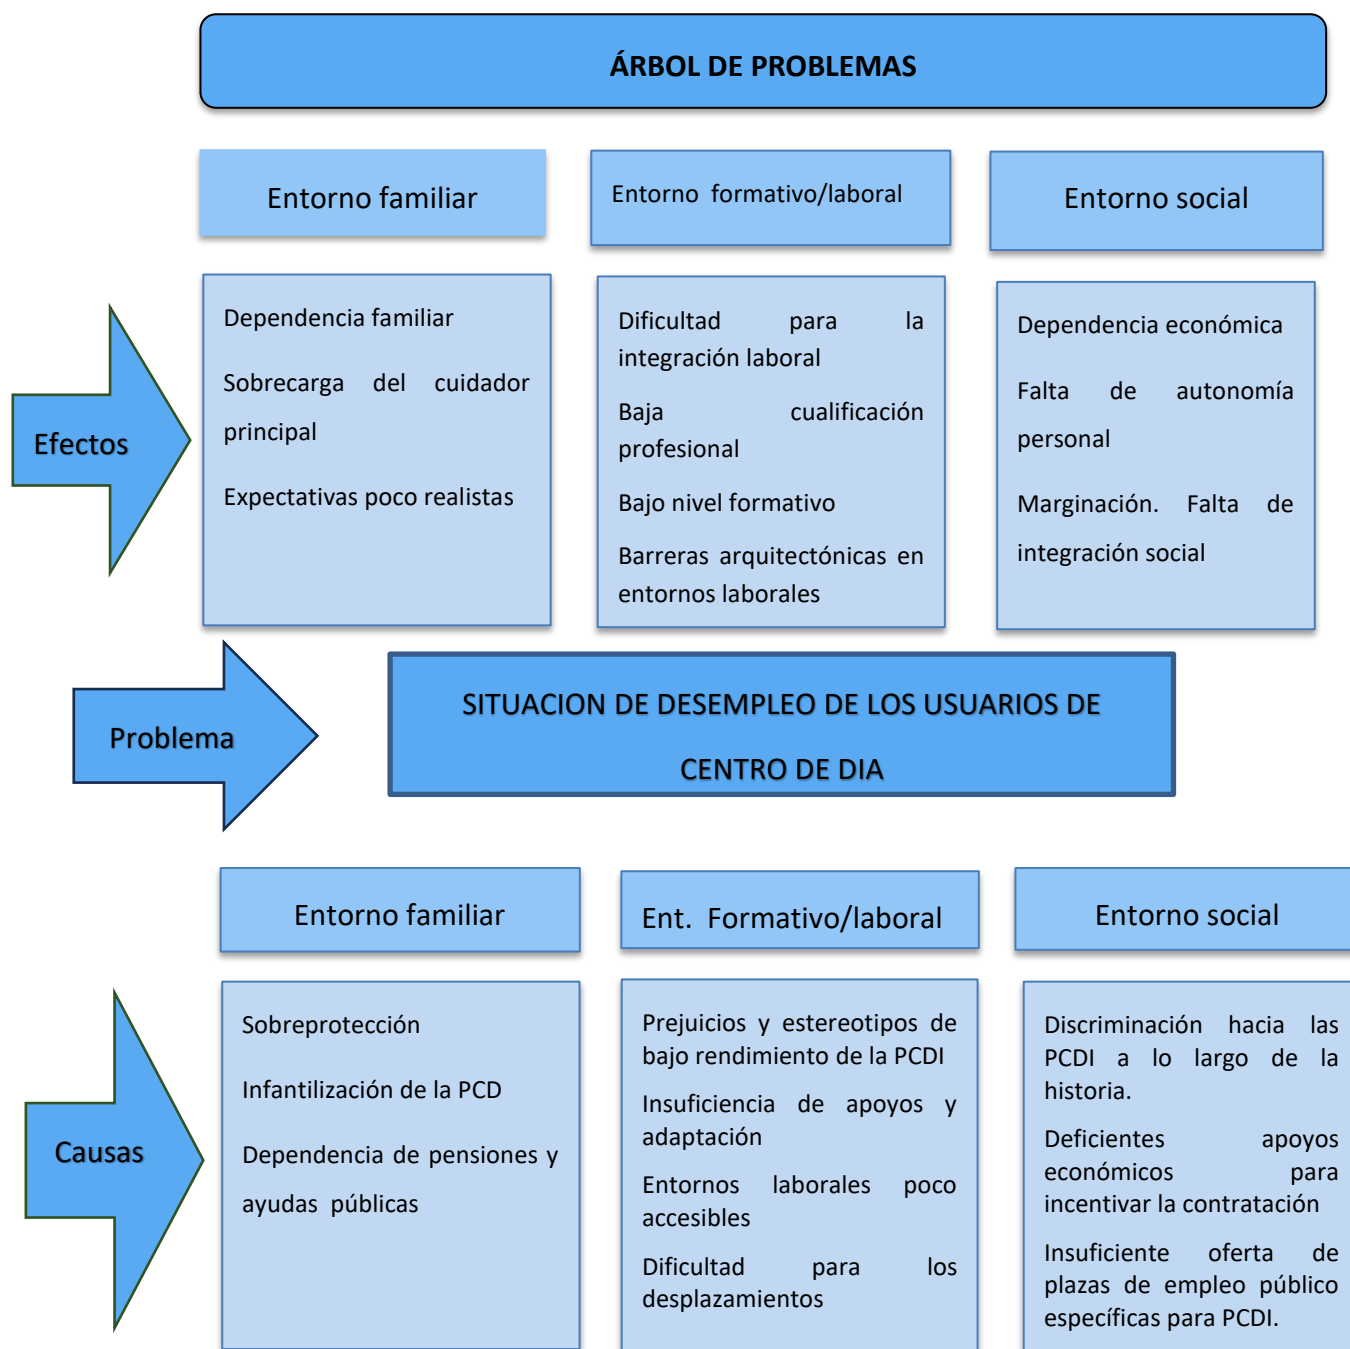 ÁRBOL DE PROBLEMAS
Entorno familiar
Entorno formativo/laboral
Entorno social
Efectos
Dependencia familiar
Sobrecarga del cuidador
principal
Expectativas poco realistas
Dificultad para la
integración laboral
Baja cualificación
profesional
Bajo nivel formativo
Barreras arquitectónicas en
entornos laborales
Dependencia económica
Falta de autonomía
personal
Marginación. Falta de
integración social
Problema
SITUACION DE DESEMPLEO DE LOS USUARIOS DE
CENTRO DE DIA
Entorno familiar
Ent. Formativo/laboral
Entorno social
Causas
Sobreprotección
Infantilización de la PCD
Dependencia de pensiones y
ayudas públicas
Prejuicios y estereotipos de
bajo rendimiento de la PCDI
Insuficiencia de apoyos y
adaptación
Entornos laborales poco
accesibles
Dificultad para los
desplazamientos
Discriminación hacia las
PCDI a lo largo de la
historia.
Deficientes apoyos
económicos para
incentivar la contratación
Insuficiente oferta de
plazas de empleo público
específicas para PCDI.